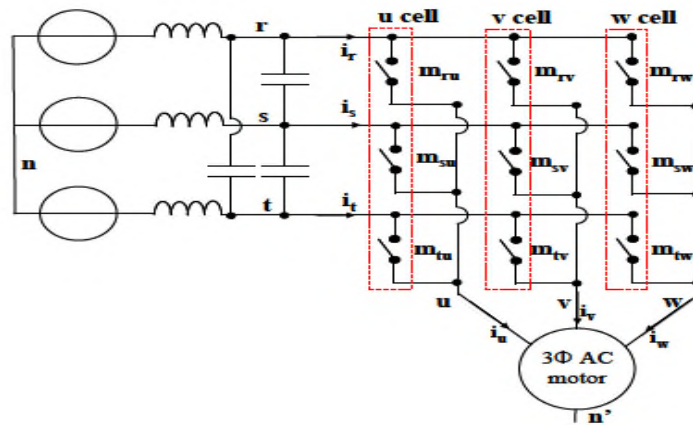 u cell v cell w cell
r
i_r
m_ru m_rv m_rw
s
i_s
n
m_su m_sv m_sw
t
i_t
m_tu m_tv m_tw
u v w
i_u i_v i_w
3Φ AC
motor
n'